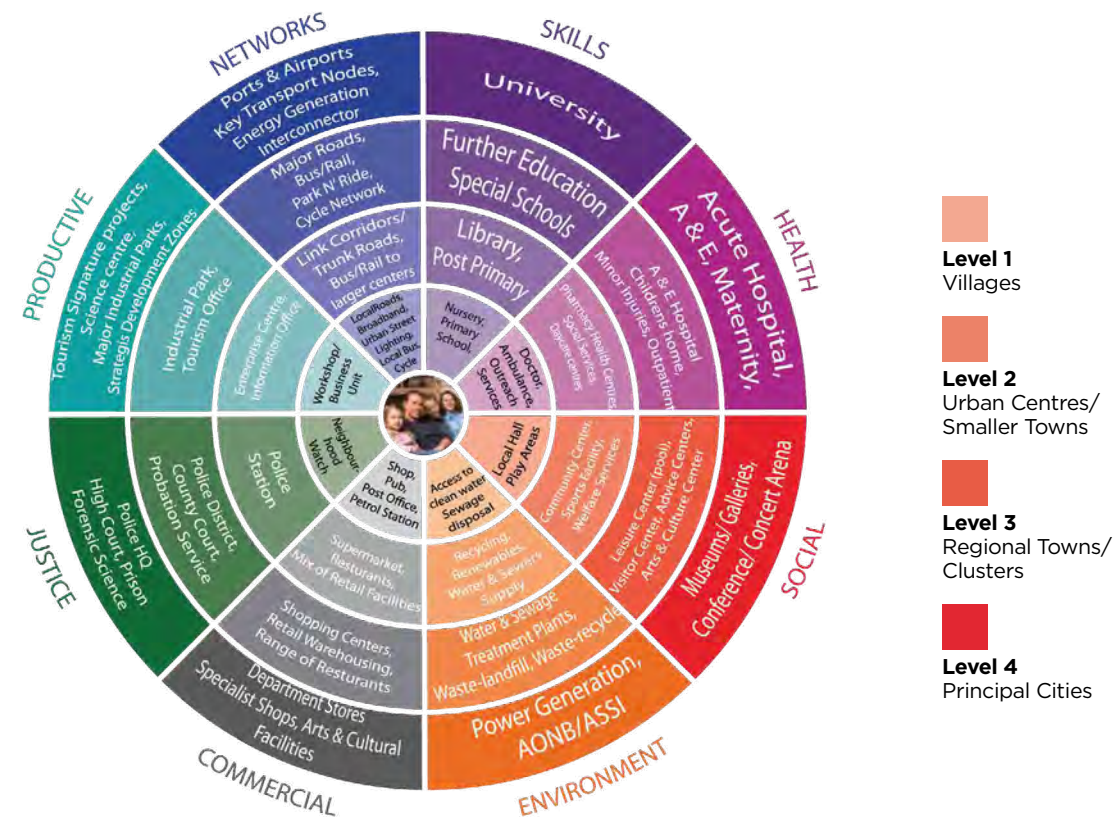 NETWORKS
Ports & Airports
Key Transport Nodes,
Energy Generation
Interconnector
Major Roads,
Bus/Rail,
Park N' Ride,
Cycle Network
Link Corridors/
Trunk Roads,
Bus/Rail to
larger centers
LocalRoads,
Broadband,
Urban Street
Lighting,
Local Bus,
Cycle
SKILLS
University
Further Education
Special Schools
Library,
Post Primary
Nursery,
Primary
School,
HEALTH
Acute Hospital,
A & E, Maternity,
A & E Hospital
Childrens home,
Minor Injuries, Outpatient
Pharmacy, Health Centres,
Social Services,
Daycare centres
Doctor,
Ambulance,
Outreach
Services
SOCIAL
Museums/ Galleries,
Conference/ Concert Arena
Leisure Center (pool),
Visitor Center, Advice Centers,
Arts & Culture Center
Community Center,
Sports Facility,
Welfare Services
Local Hall
Play Areas
ENVIRONMENT
Power Generation,
AONB/ASSI
Water & Sewage
Treatment Plants,
Waste-landfill, Waste-recycle
Recycling,
Renewables,
Water & Sewers
Supply
Access to
clean water
Sewage
disposal
COMMERCIAL
Department Stores
Specialist Shops, Arts & Cultural
Facilities
Shopping Centers,
Retail Warehousing,
Range of Resturants
Supermarket,
Resturants,
Mix of Retail Facilities
Shop,
Pub,
Post Office,
Petrol Station
JUSTICE
Police HQ
High Court, Prison
Forensic Science
Police District,
County Court,
Probation Service
Police
Station
Neighbour
hood
Watch
PRODUCTIVE
Tourism Signature projects,
Science centre,
Major Industrial Parks,
Strategis Development Zones
Industrial Park,
Tourism Office
Enterprise Centre,
Information Office
Workshop/
Business
Unit
Level 1
Villages
Level 2
Urban Centres/
Smaller Towns
Level 3
Regional Towns/
Clusters
Level 4
Principal Cities